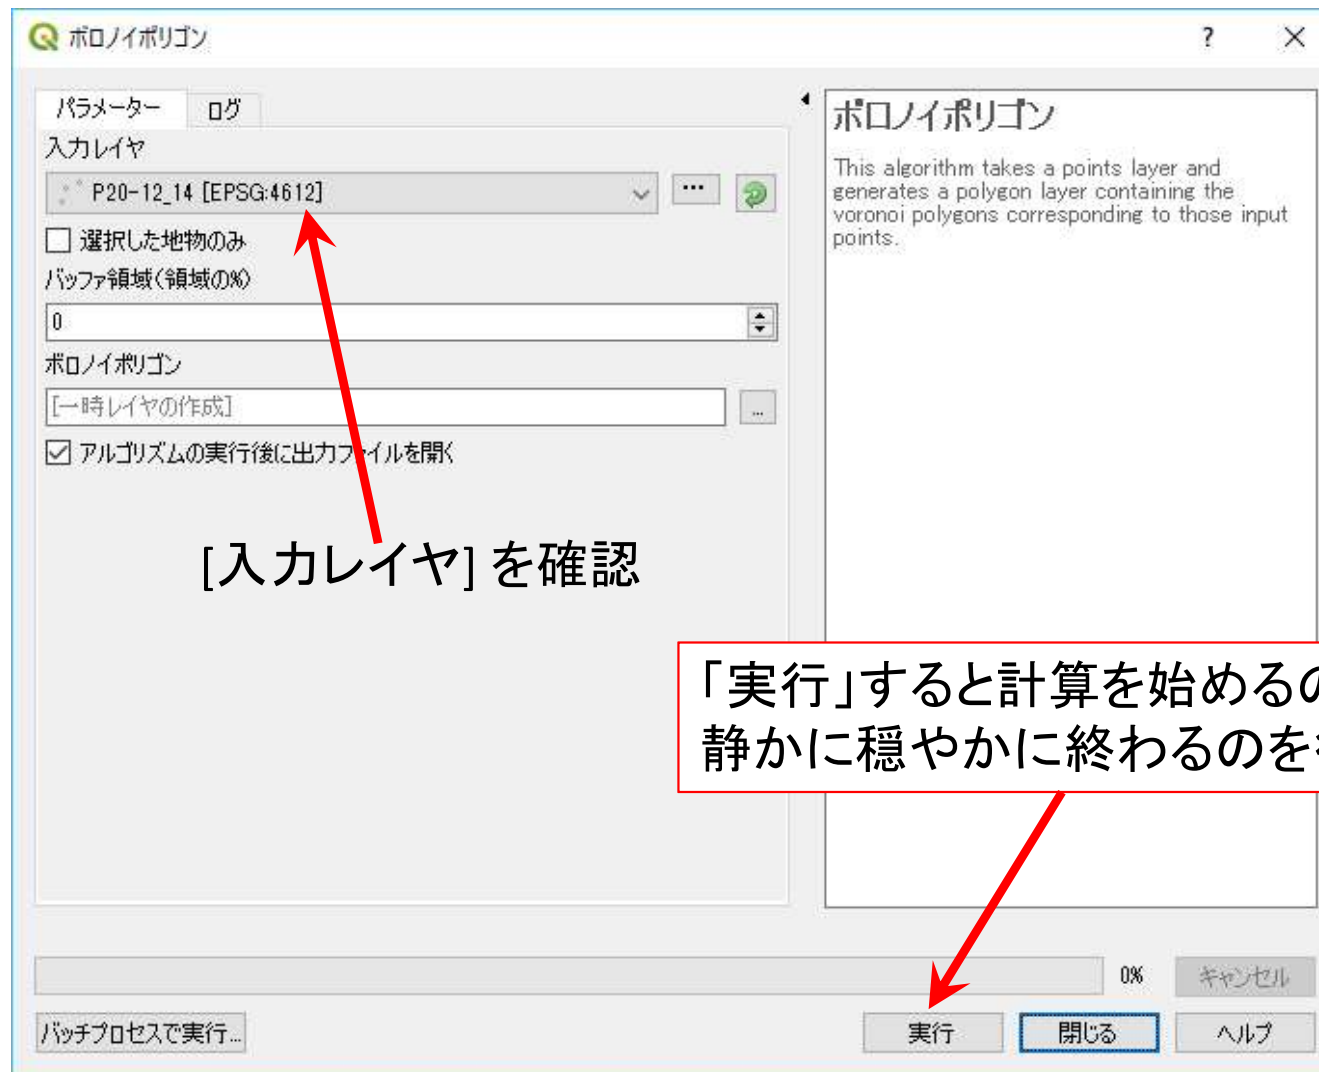 ボロノイポリゴン
?
パラメーター ログ
入力レイヤ
P20-12_14 [EPSG:4612]
...
選択した地物のみ
バッファ領域(領域の%)
0
ボロノイポリゴン
[一時レイヤの作成]
...
アルゴリズムの実行後に出力ファイルを開く
[入力レイヤ] を確認
ボロノイポリゴン
This algorithm takes a points layer and
generates a polygon layer containing the
voronoi polygons corresponding to those input
points.
「実行」すると計算を始めるの
静かに穏やかに終わるのを
0%
キャンセル
バッチプロセスで実行...
実行
閉じる
ヘルプ